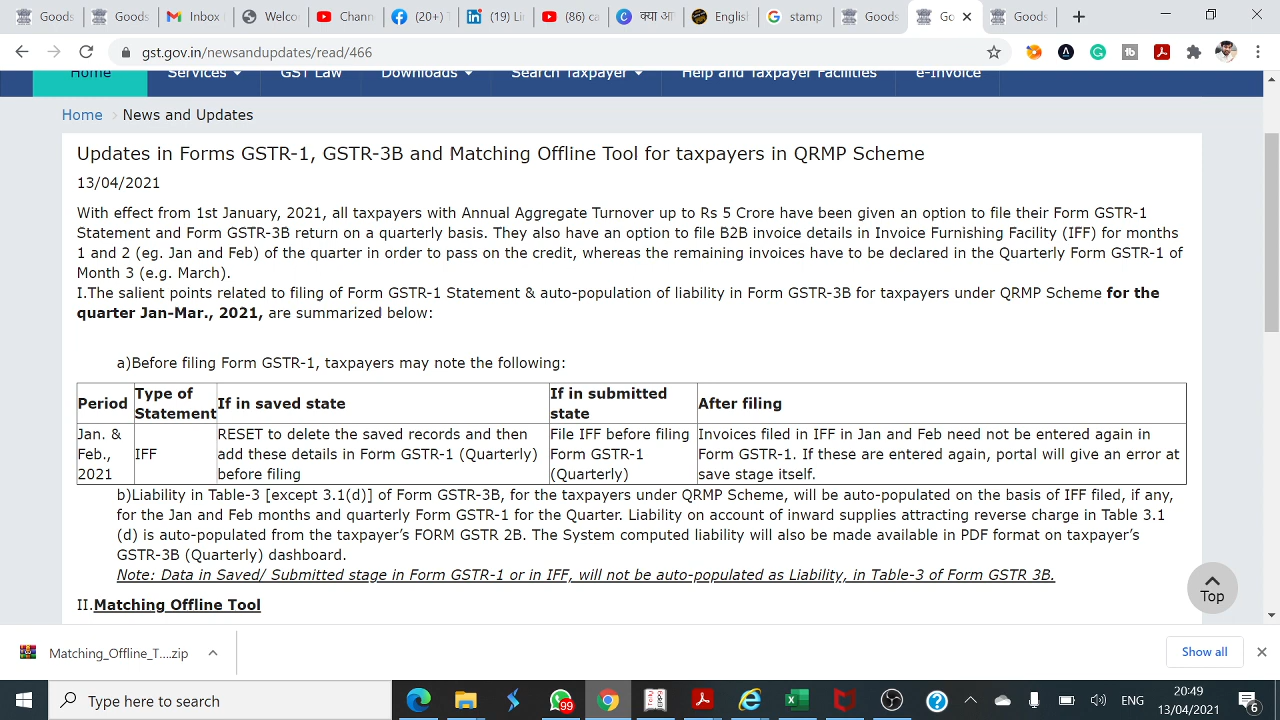 Goods
Goods
Inbox
Welco
Chann
(20+)
(19) Lin
(86) ca
क्या आ
English
stamp
Goods
Go
Good
gst.gov.in/newsandupdates/read/466
Home
Services
GST Law
Downloads
Search Taxpayer
Help and Taxpayer Facilities
e-Invoice
Home > News and Updates
Updates in Forms GSTR-1, GSTR-3B and Matching Offline Tool for taxpayers in QRMP Scheme
13/04/2021
With effect from 1st January, 2021, all taxpayers with Annual Aggregate Turnover up to Rs 5 Crore have been given an option to file their Form GSTR-1
Statement and Form GSTR-3B return on a quarterly basis. They also have an option to file B2B invoice details in Invoice Furnishing Facility (IFF) for months
1 and 2 (eg. Jan and Feb) of the quarter in order to pass on the credit, whereas the remaining invoices have to be declared in the Quarterly Form GSTR-1 of
Month 3 (e.g. March).
I.The salient points related to filing of Form GSTR-1 Statement & auto-population of liability in Form GSTR-3B for taxpayers under QRMP Scheme for the
quarter Jan-Mar., 2021, are summarized below:
a)Before filing Form GSTR-1, taxpayers may note the following:
Period
Type of
Statement
If in saved state
If in submitted
state
After filing
Jan. &
Feb.,
2021
IFF
RESET to delete the saved records and then
add these details in Form GSTR-1 (Quarterly)
before filing
File IFF before filing
Form GSTR-1
(Quarterly)
Invoices filed in IFF in Jan and Feb need not be entered again in
Form GSTR-1. If these are entered again, portal will give an error at
save stage itself.
b)Liability in Table-3 [except 3.1(d)] of Form GSTR-3B, for the taxpayers under QRMP Scheme, will be auto-populated on the basis of IFF filed, if any,
for the Jan and Feb months and quarterly Form GSTR-1 for the Quarter. Liability on account of inward supplies attracting reverse charge in Table 3.1
(d) is auto-populated from the taxpayer's FORM GSTR 2B. The System computed liability will also be made available in PDF format on taxpayer's
GSTR-3B (Quarterly) dashboard.
Note: Data in Saved/ Submitted stage in Form GSTR-1 or in IFF, will not be auto-populated as Liability, in Table-3 of Form GSTR 3B.
Top
II.Matching Offline Tool
Matching_Offline_T....zip
Show all
Type here to search
99
ENG
20:49
13/04/2021
6